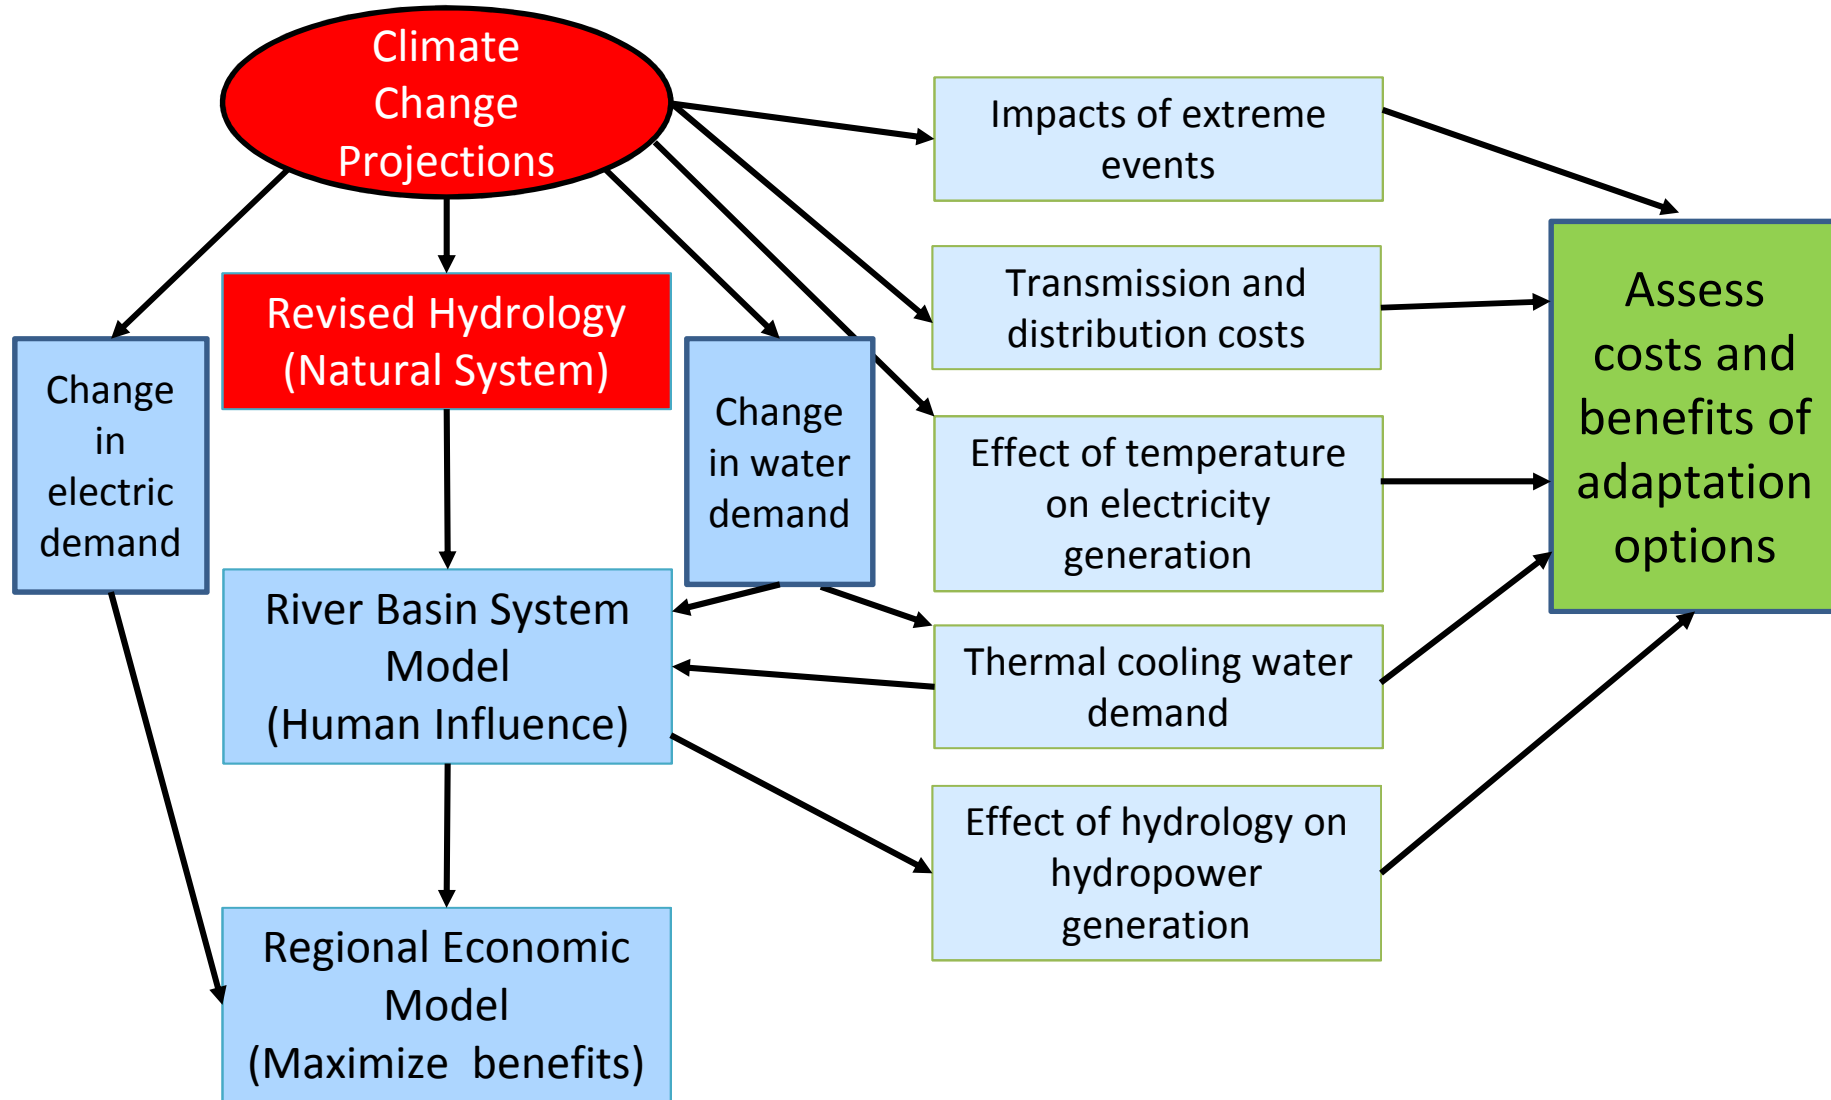 Climate
Change
Projections
Impacts of extreme
events
Revised Hydrology
(Natural System)
Transmission and
distribution costs
Assess
costs and
benefits of
adaptation
options
Change
in
electric
demand
Change
in water
demand
Effect of temperature
on electricity
generation
River Basin System
Model
(Human Influence)
Thermal cooling water
demand
Effect of hydrology on
hydropower
generation
Regional Economic
Model
(Maximize  benefits)